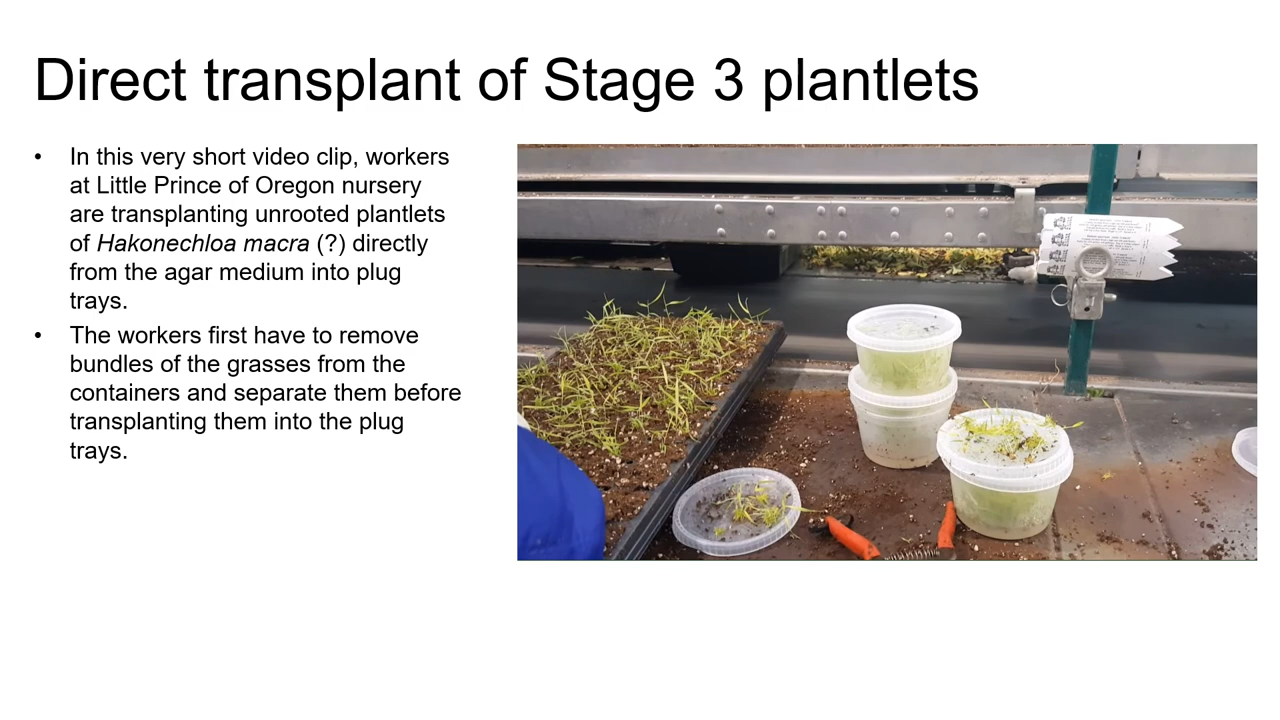 Direct transplant of Stage 3 plantlets
• In this very short video clip, workers
at Little Prince of Oregon nursery
are transplanting unrooted plantlets
of Hakonechloa macra (?) directly
from the agar medium into plug
trays.
• The workers first have to remove
bundles of the grasses from the
containers and separate them before
transplanting them into the plug
trays.